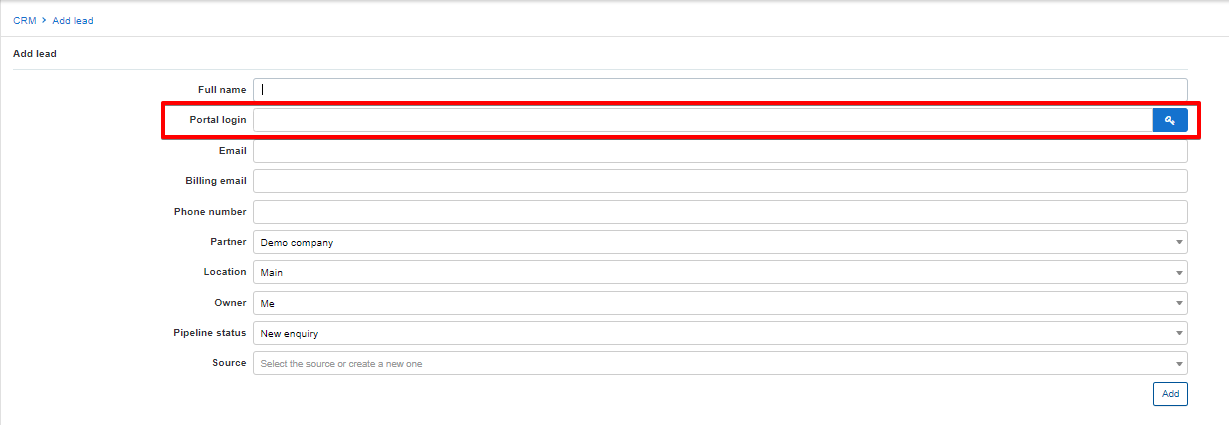 CRM > Add lead
Add lead
Full name
Portal login
Email
Billing email
Phone number
Partner Demo company
Location Main
Owner Me
Pipeline status New enquiry
Source Select the source or create a new one
Add